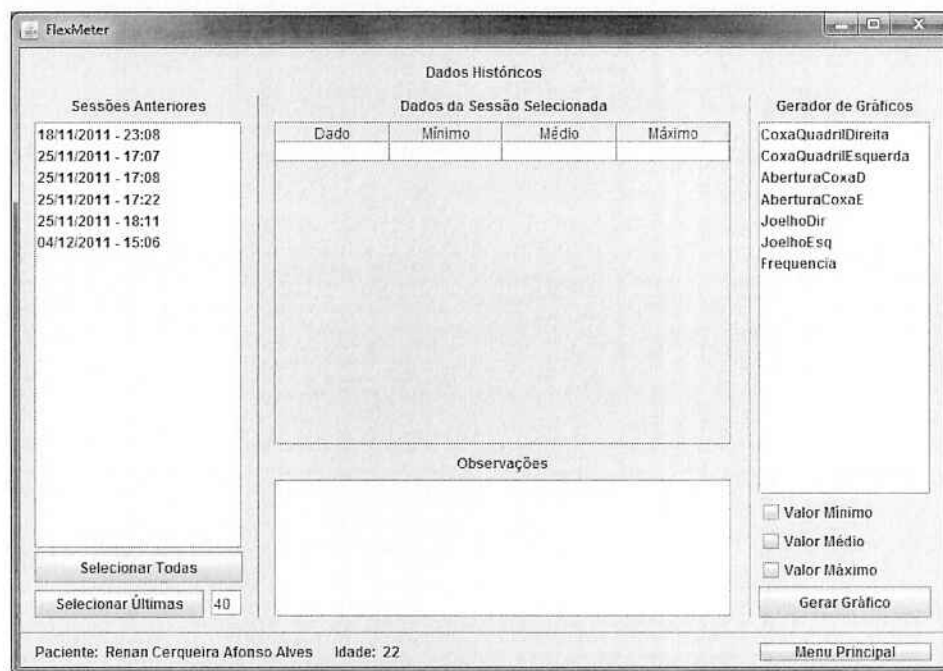 FlexMeter
Dados Históricos
Sessões Anteriores
18/11/2011 - 23:08
25/11/2011 - 17:07
25/11/2011 - 17:08
25/11/2011 - 17:22
25/11/2011 - 18:11
04/12/2011 - 15:06
Selecionar Todas
Selecionar Últimas 40
Dados da Sessão Selecionada
Dado Mínimo Médio Máximo
Observações
Gerador de Gráficos
CoxaQuadrilDireita
CoxaQuadrilEsquerda
AberturaCoxaD
AberturaCoxaE
JoelhoDir
JoelhoEsq
Frequencia
Valor Mínimo
Valor Médio
Valor Máximo
Gerar Gráfico
Paciente: Renan Cerqueira Afonso Alves Idade: 22
Menu Principal